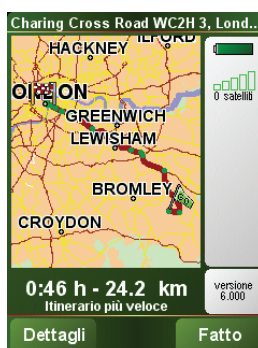 Charing Cross Road WC2H 3, Lond...
HACKNEY
ILFORD
GREENWICH
LEWISHAM
BROMLEY
CROYDON
0 satelliti
0:46 h - 24.2 km
Itinerario più veloce
versione
6.000
Dettagli
Fatto